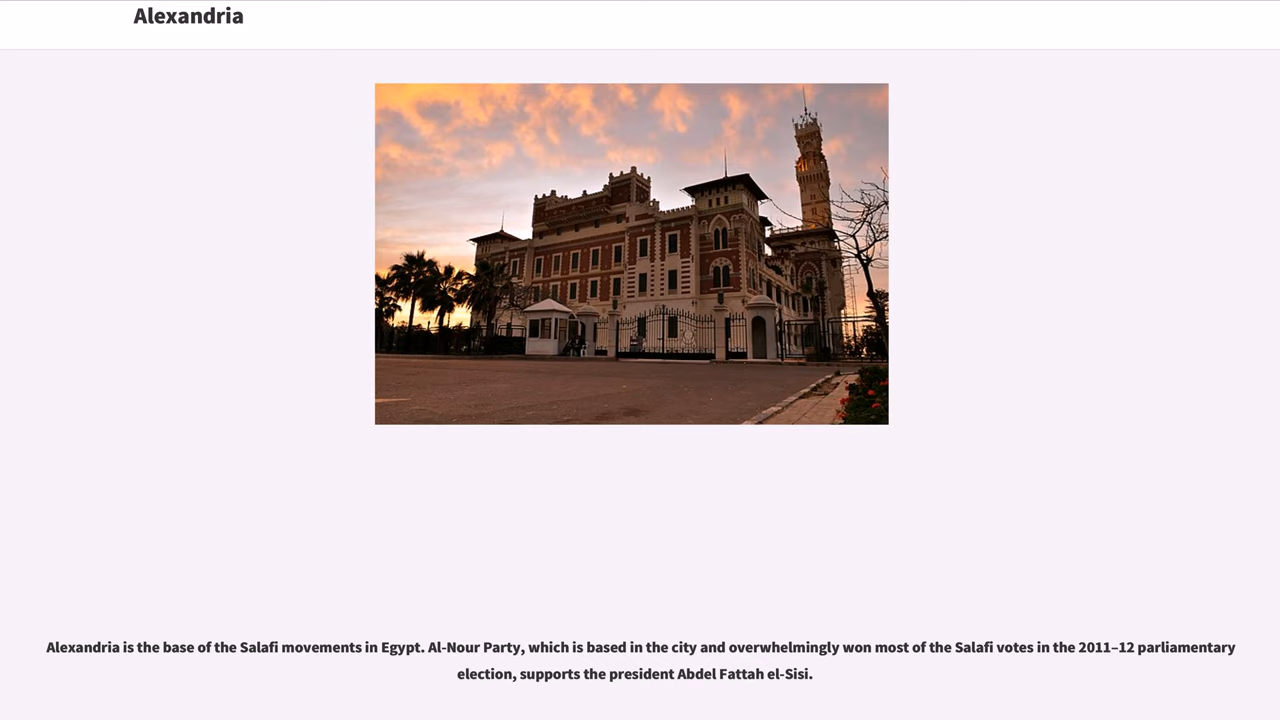 Alexandria
Alexandria is the base of the Salafi movements in Egypt. Al-Nour Party, which is based in the city and overwhelmingly won most of the Salafi votes in the 2011–12 parliamentary
election, supports the president Abdel Fattah el-Sisi.